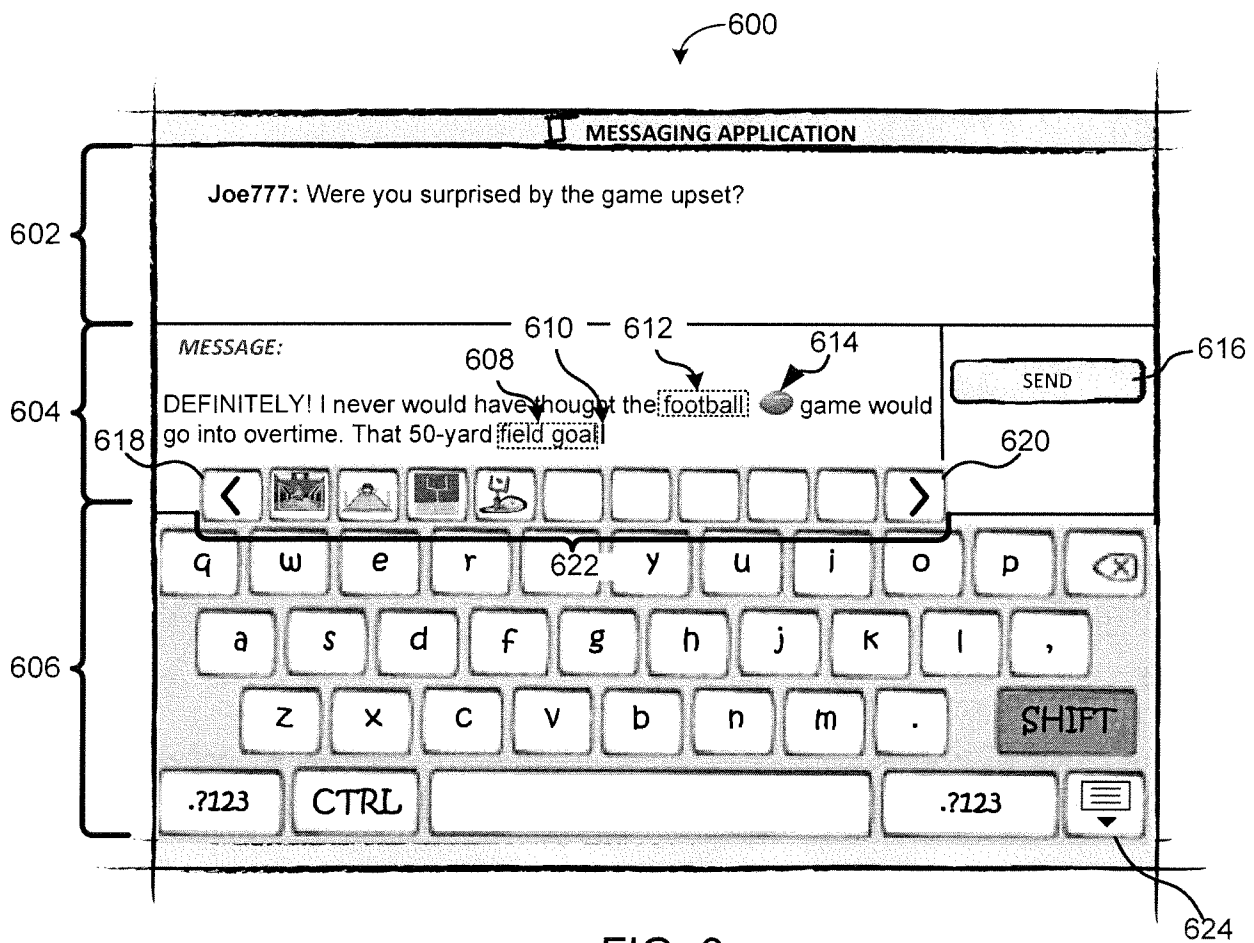 600
MESSAGING APPLICATION
602
Joe777: Were you surprised by the game upset?
604
MESSAGE:
608
610
612
614
616
SEND
DEFINITELY! I never would have thought the football game would
go into overtime. That 50-yard field goal
618
620
< >
622
606
q w e r y u i o p
a s d f g h j k l ,
z x c v b n m . SHIFT
.?123 CTRL .?123
624
FIG.